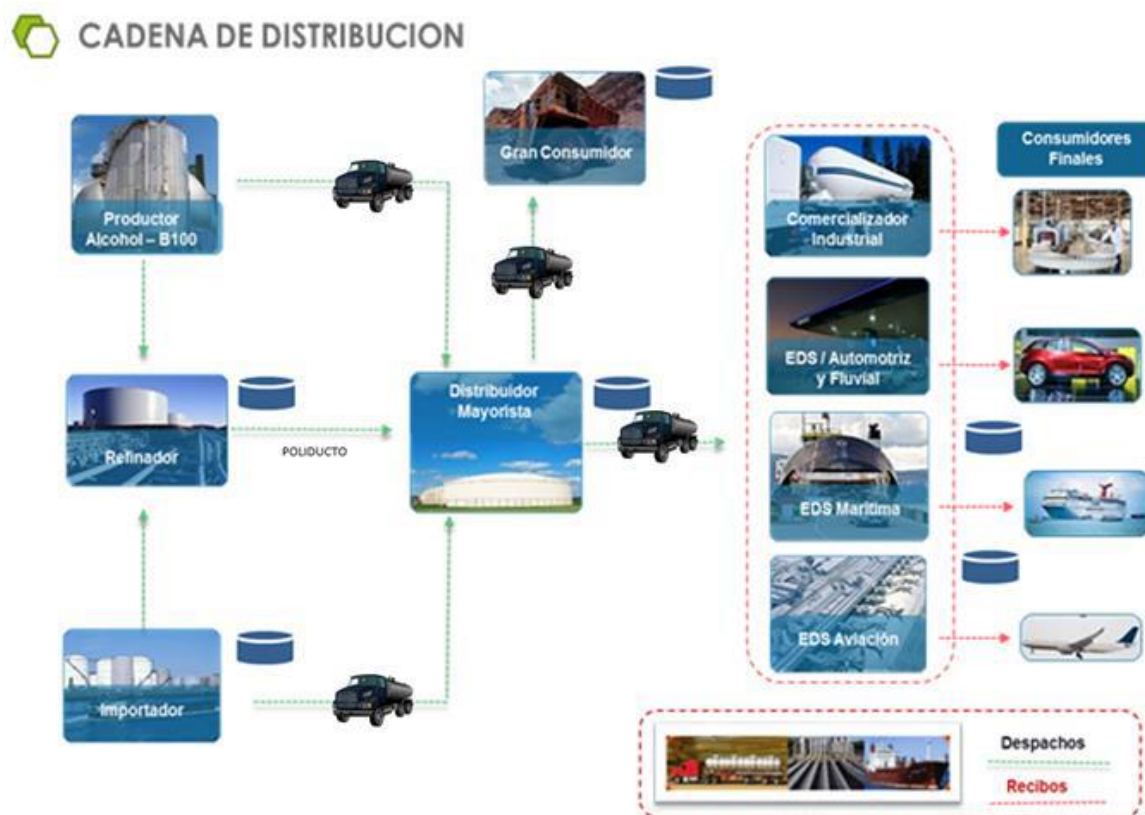 CADENA DE DISTRIBUCION
Productor
Alcohol – B100
Gran Consumidor
Refinador
POLIDUCTO
Distribuidor
Mayorista
Importador
Comercializador
Industrial
EDS / Automotriz
y Fluvial
EDS Maritima
EDS Aviación
Consumidores
Finales
Despachos
Recibos